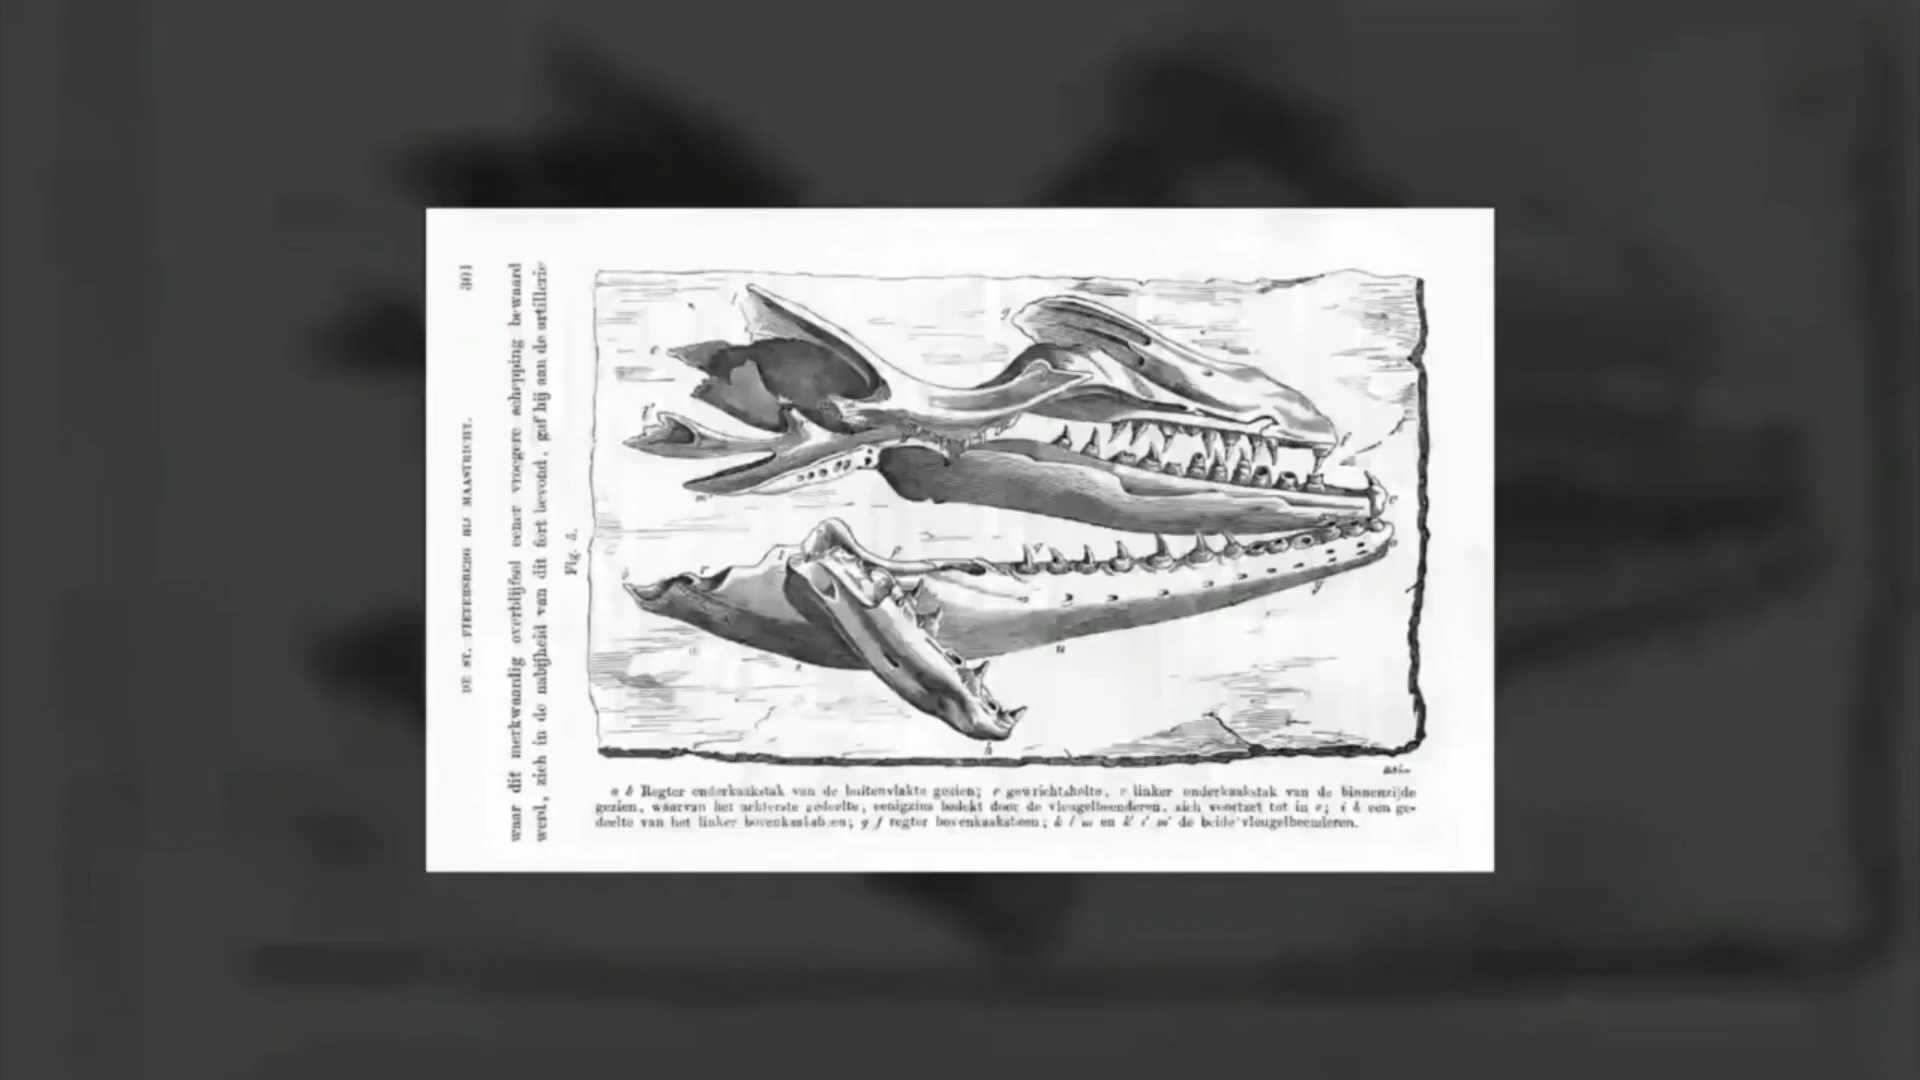 DE ST. PIETERSBERG BIJ MAASTRICHT. 301
waar dit merkwaardig overblijfsel eener vroegere schepping bewaard
werd, zich in de nabijheid van dit fort bevond, gaf hij aan de artillerie
Fig. 5.
a b Regter onderkaakstak van de buitenvlakte gezien; r gewrichtsholte, linker onderkaakstak van de binnenzijde
gezien, waarvan het achterste gedeelte, eenigzins bedekt door de vleugelbeenderen, zich voortzet tot in e; i h een ge-
deelte van het linker bovenkaaksbeen; g f regter bovenkaaksbeen; k l m en k' l' m' de beide vleugelbeenderen.